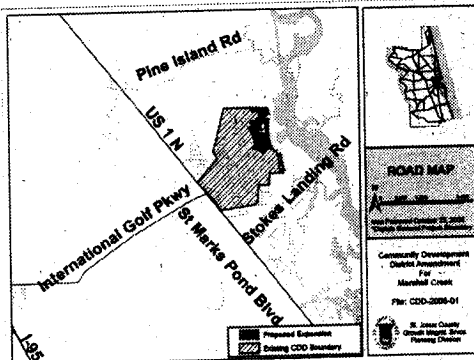 Pine Island Rd
US 1 N
Stokes Landing Rd
International Golf Pkwy
St Marks Pond Blvd
I-95
Proposed Expansion
Existing CDD Boundary
ROAD MAP
N
Community Development
District Amendment
For
Marshall Creek
File: CDD-2006-01
St. Johns County
Growth Mgmt. Svces
Planning Division